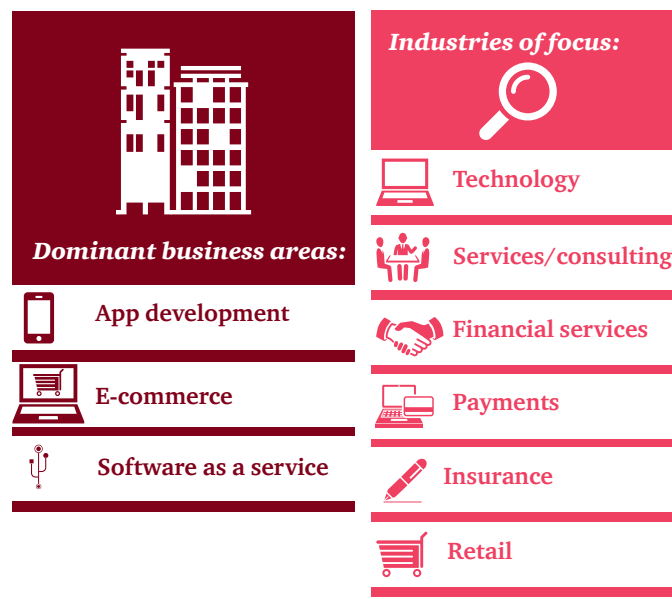 Dominant business areas:
App development
E-commerce
Software as a service
Industries of focus:
Technology
Services/consulting
Financial services
Payments
Insurance
Retail